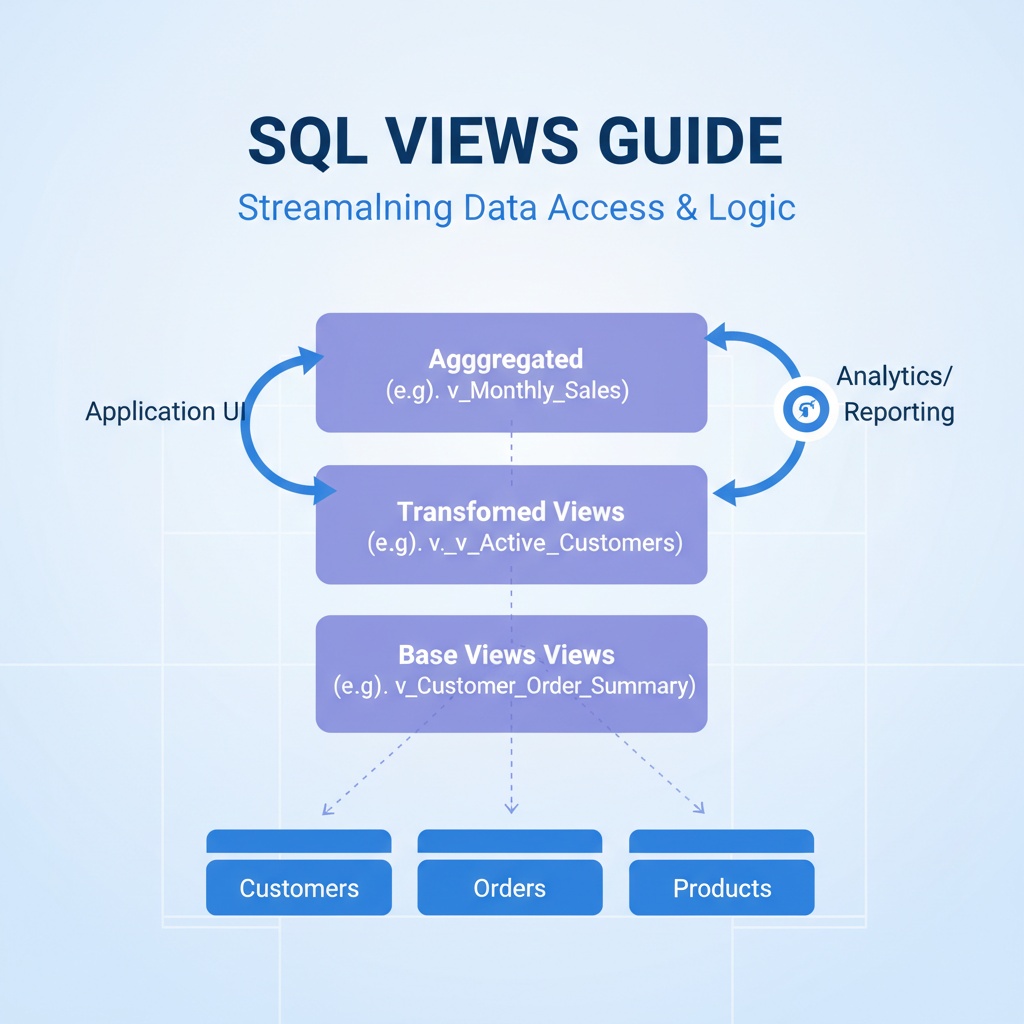 SQL VIEWS GUIDE
Streamalning Data Access & Logic
Agggregated
(e.g). v_Monthly_Sales)
Application UI
Analytics/
Reporting
Transfomed Views
(e.g). v._v_Active_Customers)
Base Views Views
(e.g). v_Customer_Order_Summary)
Customers
Orders
Products